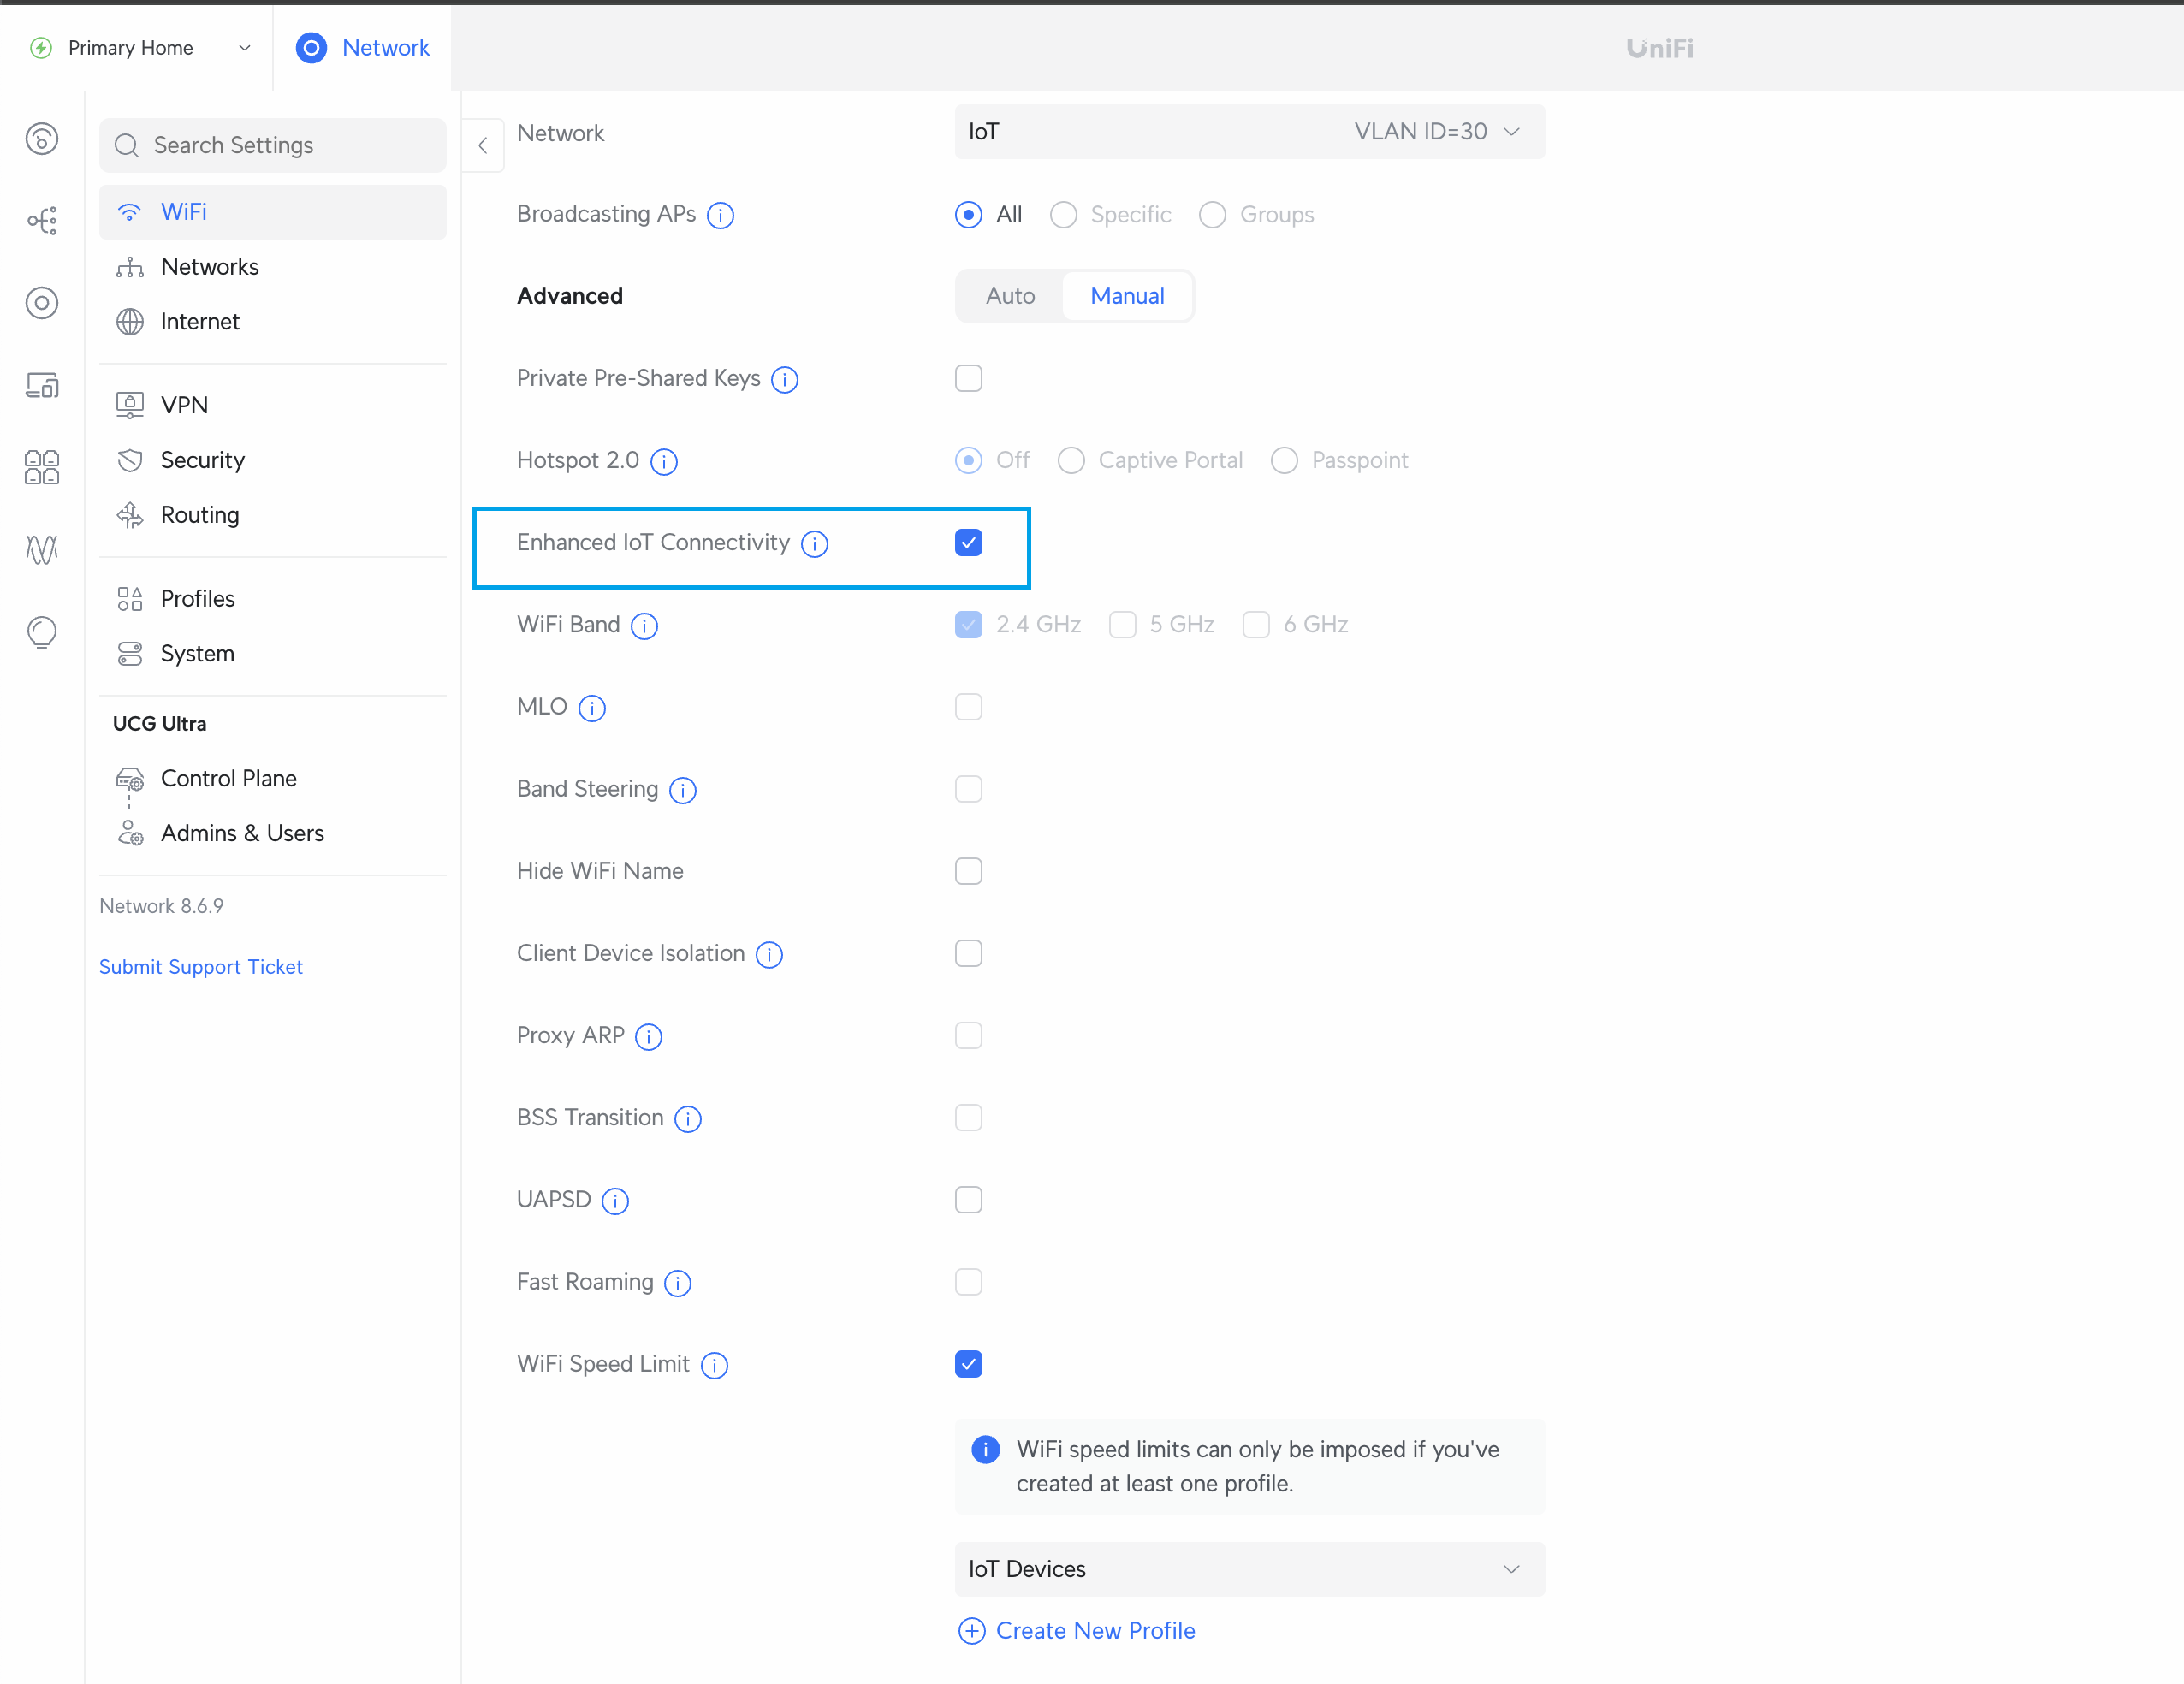 Primary Home
Network
UniFi
Search Settings
WiFi
Networks
Internet
VPN
Security
Routing
Profiles
System
UCG Ultra
Control Plane
Admins & Users
Network 8.6.9
Submit Support Ticket
Network IoT VLAN ID=30
Broadcasting APs All Specific Groups
Advanced Auto Manual
Private Pre-Shared Keys
Hotspot 2.0 Off Captive Portal Passpoint
Enhanced IoT Connectivity
WiFi Band 2.4 GHz 5 GHz 6 GHz
MLO
Band Steering
Hide WiFi Name
Client Device Isolation
Proxy ARP
BSS Transition
UAPSD
Fast Roaming
WiFi Speed Limit
WiFi speed limits can only be imposed if you've
created at least one profile.
IoT Devices
Create New Profile